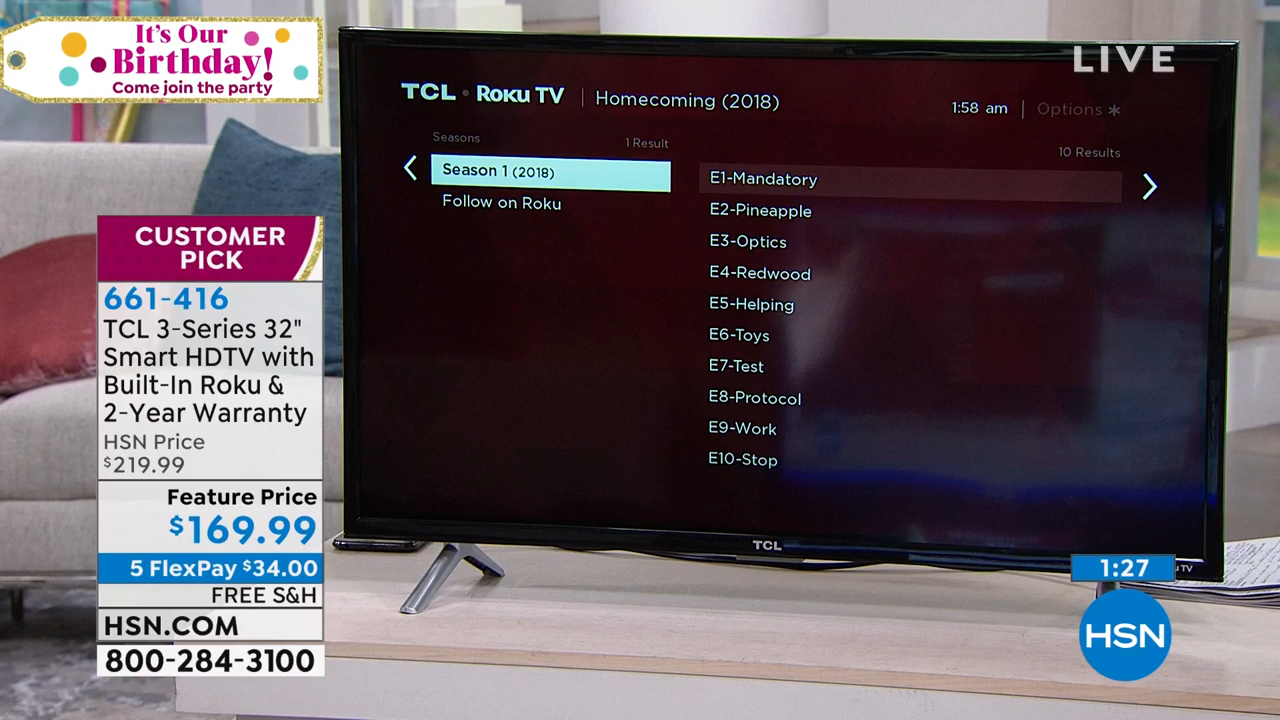 It's Our
Birthday!
Come join the party
LIVE
TCL • Roku TV | Homecoming (2018)
1:58 am | Options *
Seasons
1 Result
10 Results
Season 1 (2018)
Follow on Roku
E1-Mandatory
E2-Pineapple
E3-Optics
E4-Redwood
E5-Helping
E6-Toys
E7-Test
E8-Protocol
E9-Work
E10-Stop
TCL
TV
CUSTOMER
PICK
661-416
TCL 3-Series 32"
Smart HDTV with
Built-In Roku &
2-Year Warranty
HSN Price
$219.99
Feature Price
$169.99
5 FlexPay $34.00
FREE S&H
HSN.COM
800-284-3100
1:27
HSN